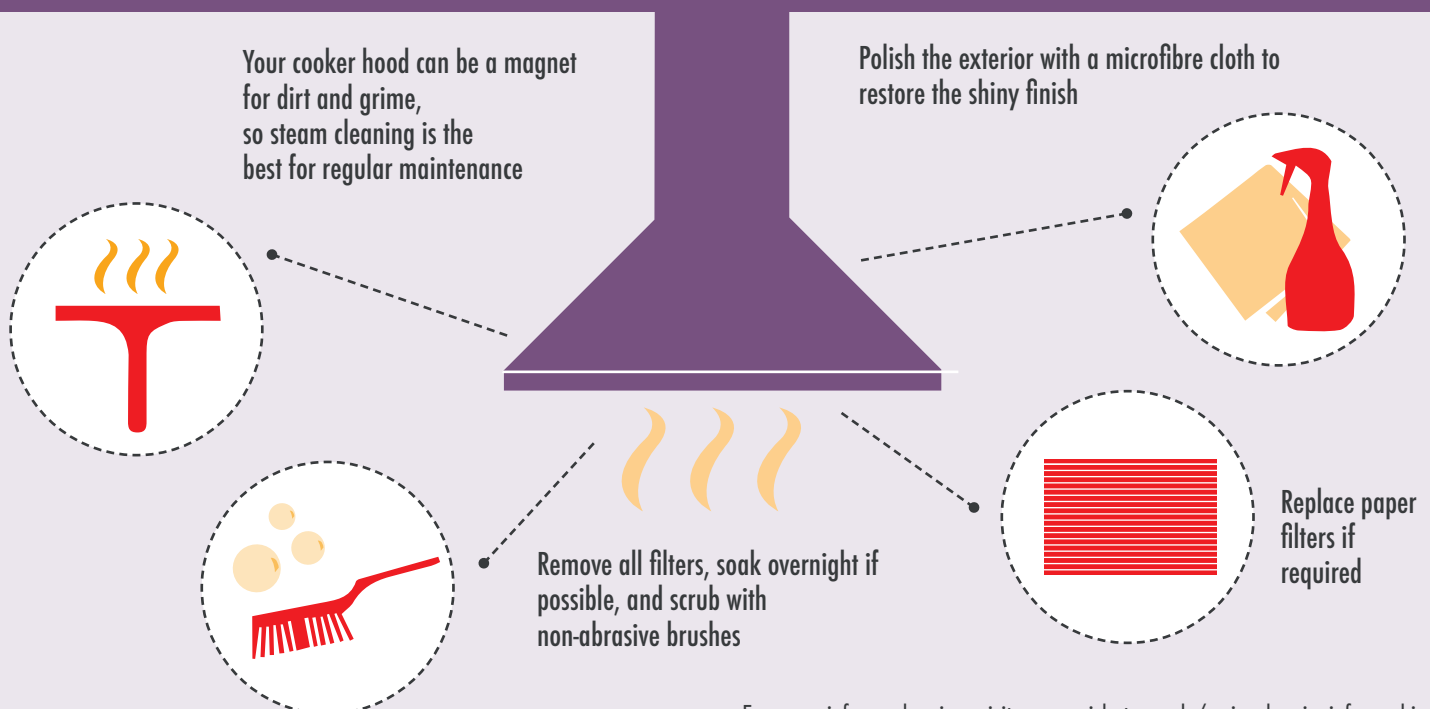 Your cooker hood can be a magnet
for dirt and grime,
so steam cleaning is the
best for regular maintenance
Polish the exterior with a microfibre cloth to
restore the shiny finish
Remove all filters, soak overnight if
possible, and scrub with
non-abrasive brushes
Replace paper
filters if
required